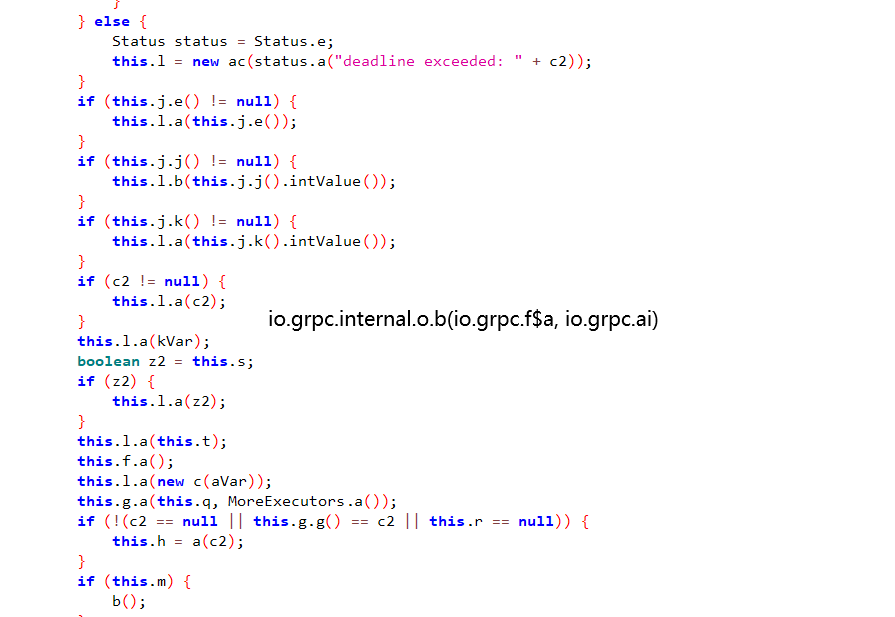 }
} else {
Status status = Status.e;
this.l = new ac(status.a("deadline exceeded: " + c2));
}
if (this.j.e() != null) {
this.l.a(this.j.e());
}
if (this.j.j() != null) {
this.l.b(this.j.j().intValue());
}
if (this.j.k() != null) {
this.l.a(this.j.k().intValue());
}
if (c2 != null) {
this.l.a(c2);
}
io.grpc.internal.o.b(io.grpc.f$a, io.grpc.ai)
this.l.a(kVar);
boolean z2 = this.s;
if (z2) {
this.l.a(z2);
}
this.l.a(this.t);
this.f.a();
this.l.a(new c(aVar));
this.g.a(this.q, MoreExecutors.a());
if (!(c2 == null || this.g.g() == c2 || this.r == null)) {
this.h = a(c2);
}
if (this.m) {
b();